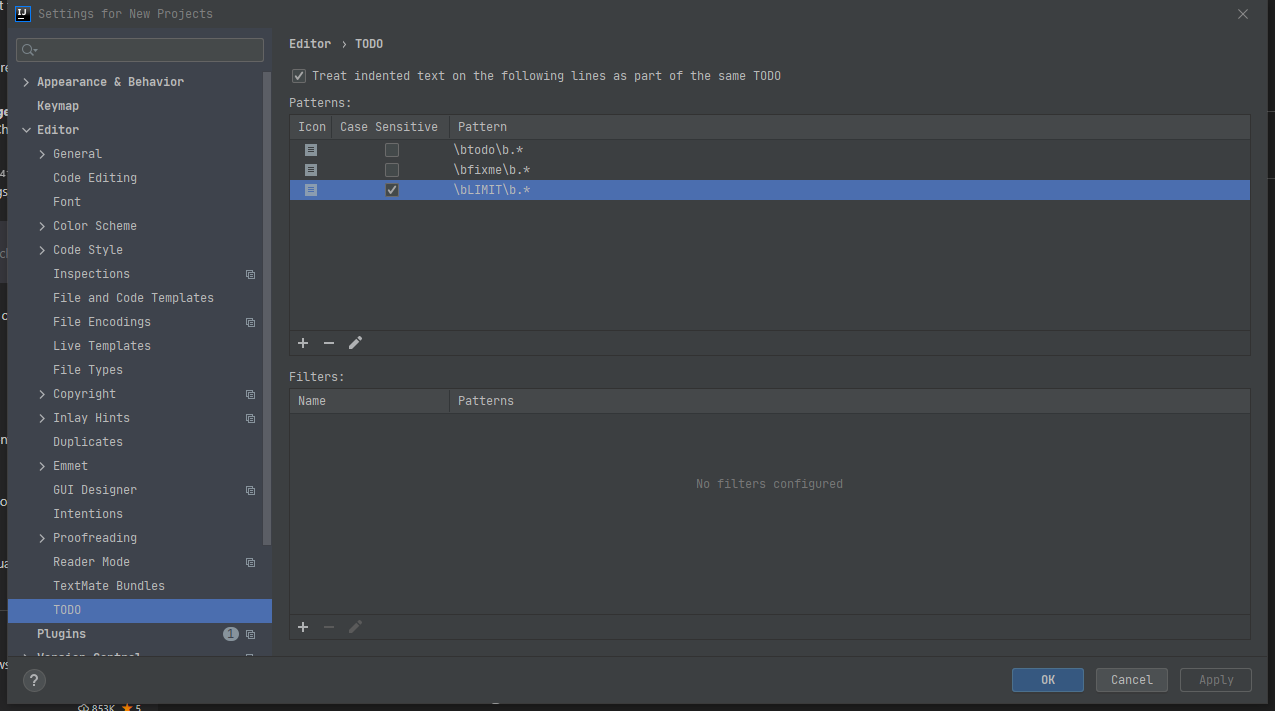 Settings for New Projects
Appearance & Behavior
Keymap
Editor
General
Code Editing
Font
Color Scheme
Code Style
Inspections
File and Code Templates
File Encodings
Live Templates
File Types
Copyright
Inlay Hints
Duplicates
Emmet
GUI Designer
Intentions
Proofreading
Reader Mode
TextMate Bundles
TODO
Plugins 1
Version Control
Editor › TODO
Treat indented text on the following lines as part of the same TODO
Patterns:
Icon Case Sensitive Pattern
\btodo\b.*
\bfixme\b.*
\bLIMIT\b.*
Filters:
Name Patterns
No filters configured
? OK Cancel Apply
853K 5